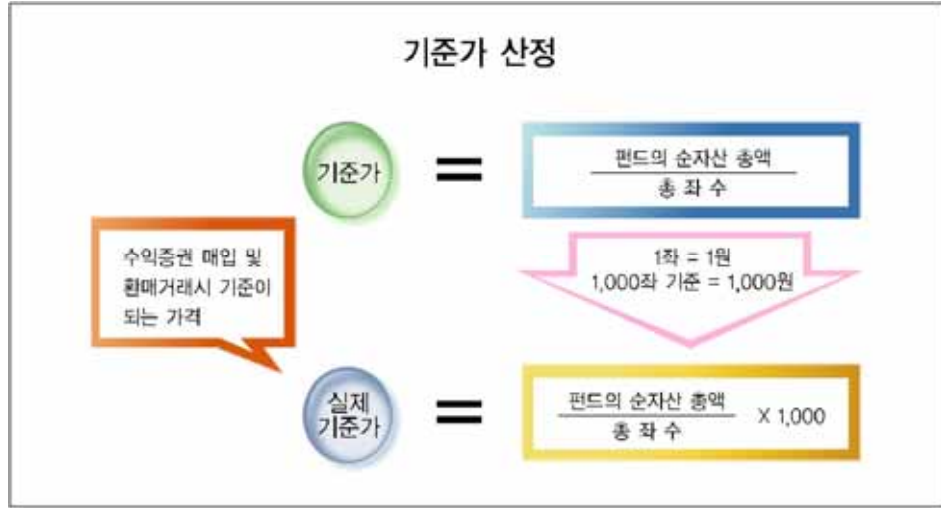 기준가 산정
기준가
=
펀드의 순자산 총액
총 좌 수
1좌 = 1원
1,000좌 기준 = 1,000원
수익증권 매입 및
환매거래시 기준이
되는 가격
실제
기준가
=
펀드의 순자산 총액
총 좌 수
X 1,000